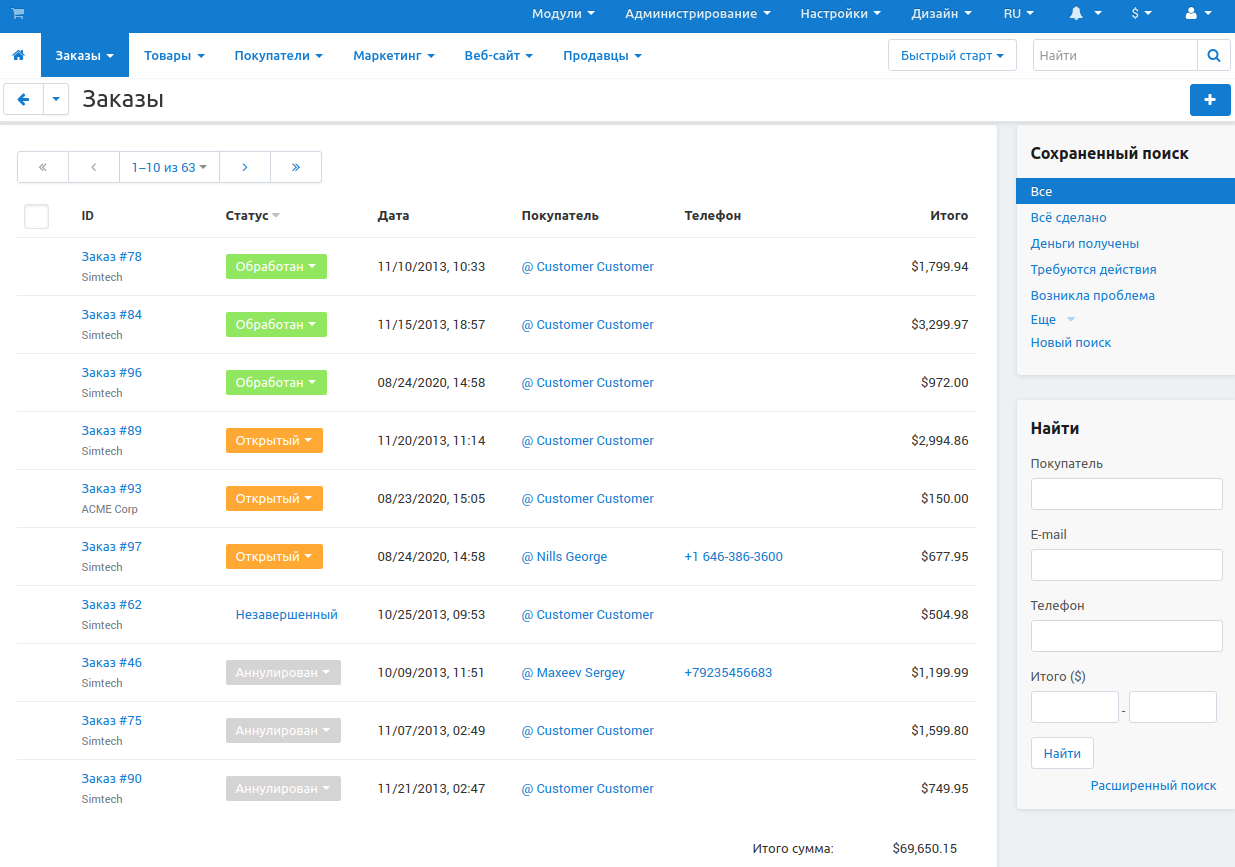 Модули Администрирование Настройки Дизайн RU $
Заказы Товары Покупатели Маркетинг Веб-сайт Продавцы Быстрый старт Найти
Заказы +
« ‹ 1–10 из 63 › »
ID Статус Дата Покупатель Телефон Итого
Заказ #78 Обработан 11/10/2013, 10:33 @ Customer Customer $1,799.94
Simtech
Заказ #84 Обработан 11/15/2013, 18:57 @ Customer Customer $3,299.97
Simtech
Заказ #96 Обработан 08/24/2020, 14:58 @ Customer Customer $972.00
Simtech
Заказ #89 Открытый 11/20/2013, 11:14 @ Customer Customer $2,994.86
Simtech
Заказ #93 Открытый 08/23/2020, 15:05 @ Customer Customer $150.00
ACME Corp
Заказ #97 Открытый 08/24/2020, 14:58 @ Nills George +1 646-386-3600 $677.95
Simtech
Заказ #62 Незавершенный 10/25/2013, 09:53 @ Customer Customer $504.98
Simtech
Заказ #46 Аннулирован 10/09/2013, 11:51 @ Maxeev Sergey +79235456683 $1,199.99
Simtech
Заказ #75 Аннулирован 11/07/2013, 02:49 @ Customer Customer $1,599.80
Simtech
Заказ #90 Аннулирован 11/21/2013, 02:47 @ Customer Customer $749.95
Simtech
Итого сумма: $69,650.15
Сохраненный поиск
Все
Всё сделано
Деньги получены
Требуются действия
Возникла проблема
Еще
Новый поиск
Найти
Покупатель
E-mail
Телефон
Итого ($)
-
Найти
Расширенный поиск